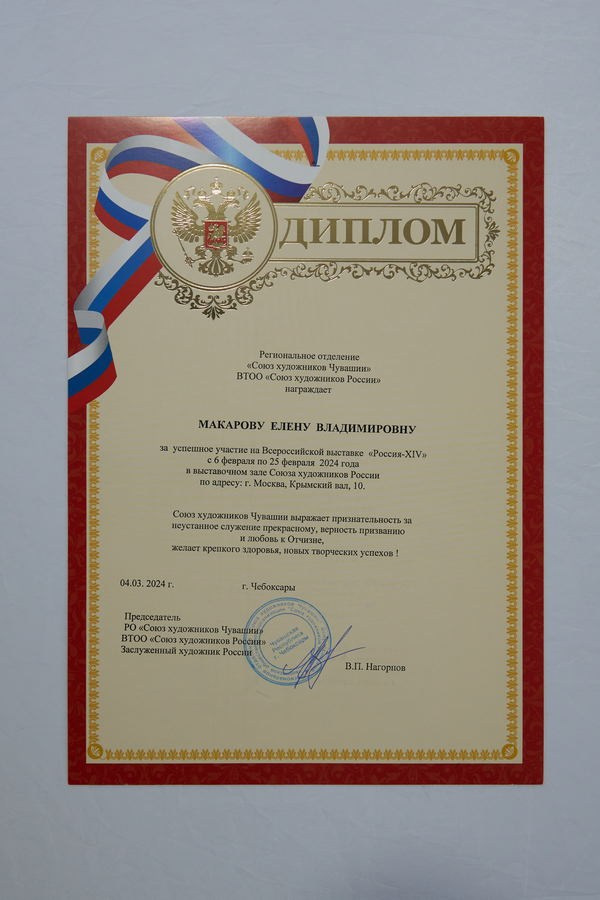 ДИПЛОМ
Региональное отделение
«Союз художников Чувашии»
ВТОО «Союз художников России»
награждает
МАКАРОВУ ЕЛЕНУ ВЛАДИМИРОВНУ
за успешное участие на Всероссийской выставке «Россия-XIV»
с 6 февраля по 25 февраля 2024 года
в выставочном зале Союза художников России
по адресу: г. Москва, Крымский вал, 10.
Союз художников Чувашии выражает признательность за
неустанное служение прекрасному, верность призванию
и любовь к Отчизне,
желает крепкого здоровья, новых творческих успехов !
04.03. 2024 г.
г. Чебоксары
Председатель
РО «Союз художников Чувашии»
ВТОО «Союз художников России»
Заслуженный художник России
В.П. Нагорнов
Чувашская
Республика
г. Чебоксары